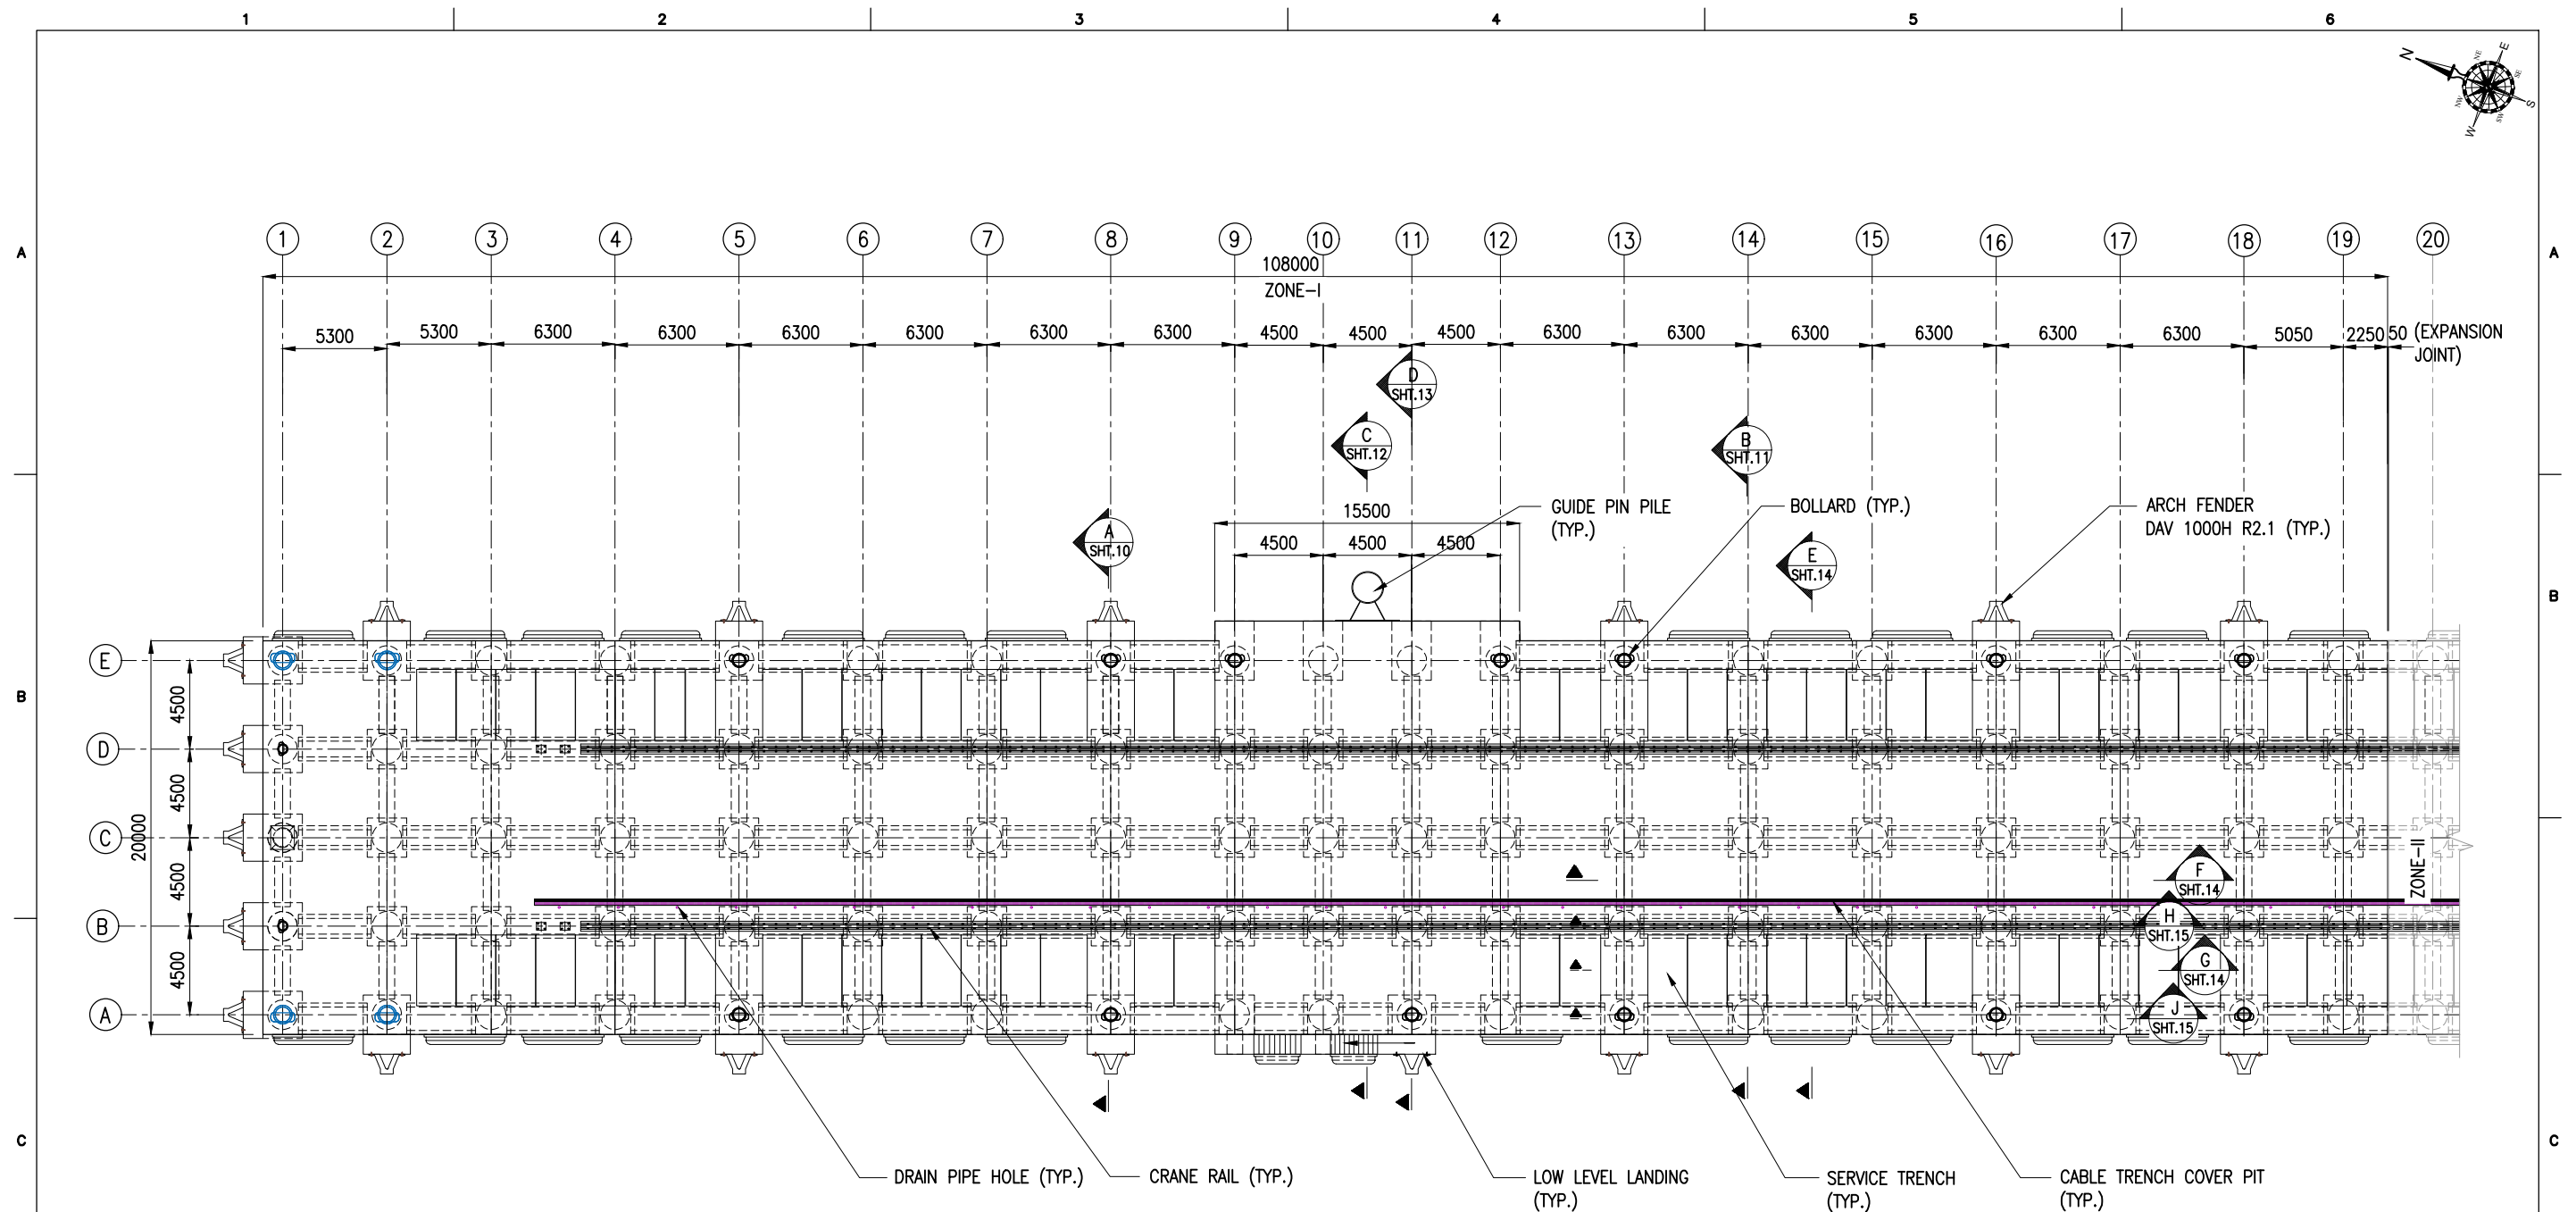 1 2 3 4 5 6
N NE E SE S SW W NW
A A
1 2 3 4 5 6 7 8 9 10 11 12 13 14 15 16 17 18 19 20
108000
ZONE-I
5300 5300 6300 6300 6300 6300 6300 6300 4500 4500 4500 6300 6300 6300 6300 6300 6300 5050 2250 50 (EXPANSION
JOINT)
D
SHT.13
C
SHT.12
B
SHT.11
A
SHT.10
E
SHT.14
15500
4500 4500 4500
GUIDE PIN PILE
(TYP.)
BOLLARD (TYP.)
ARCH FENDER
DAV 1000H R2.1 (TYP.)
B B
E
4500
D
4500
20000
C
4500
B
4500
A
ZONE-II
F
SHT.14
H
SHT.15
G
SHT.14
J
SHT.15
C C
DRAIN PIPE HOLE (TYP.)
CRANE RAIL (TYP.)
LOW LEVEL LANDING
(TYP.)
SERVICE TRENCH
(TYP.)
CABLE TRENCH COVER PIT
(TYP.)